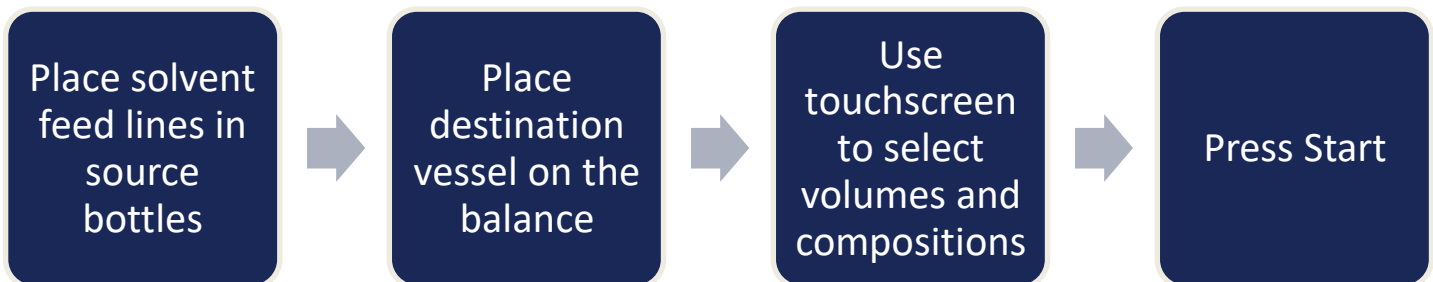 Place solvent
feed lines in
source
bottles
Place
destination
vessel on the
balance
Use
touchscreen
to select
volumes and
compositions
Press Start